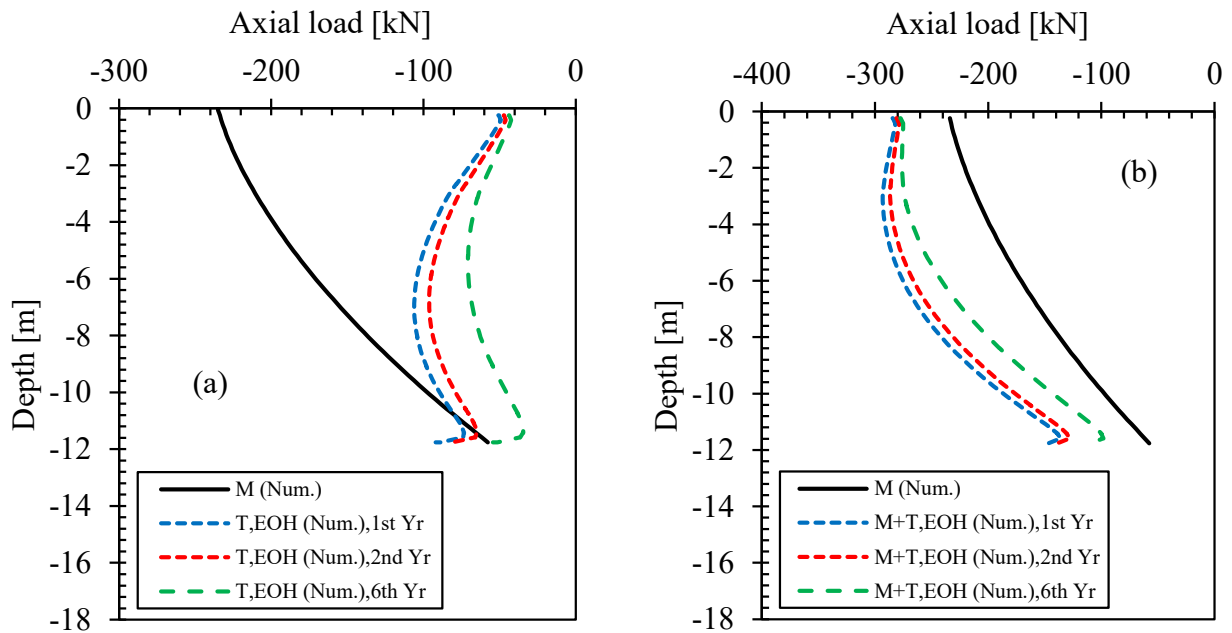 Axial load [kN]
-300 -200 -100 0
0
-2
-4
-6
-8
-10
-12
-14
-16
-18
Depth [m]
(a)
M (Num.)
T,EOH (Num.),1st Yr
T,EOH (Num.),2nd Yr
T,EOH (Num.),6th Yr
Axial load [kN]
-400 -300 -200 -100 0
0
-2
-4
-6
-8
-10
-12
-14
-16
-18
Depth [m]
(b)
M (Num.)
M+T,EOH (Num.),1st Yr
M+T,EOH (Num.),2nd Yr
M+T,EOH (Num.),6th Yr